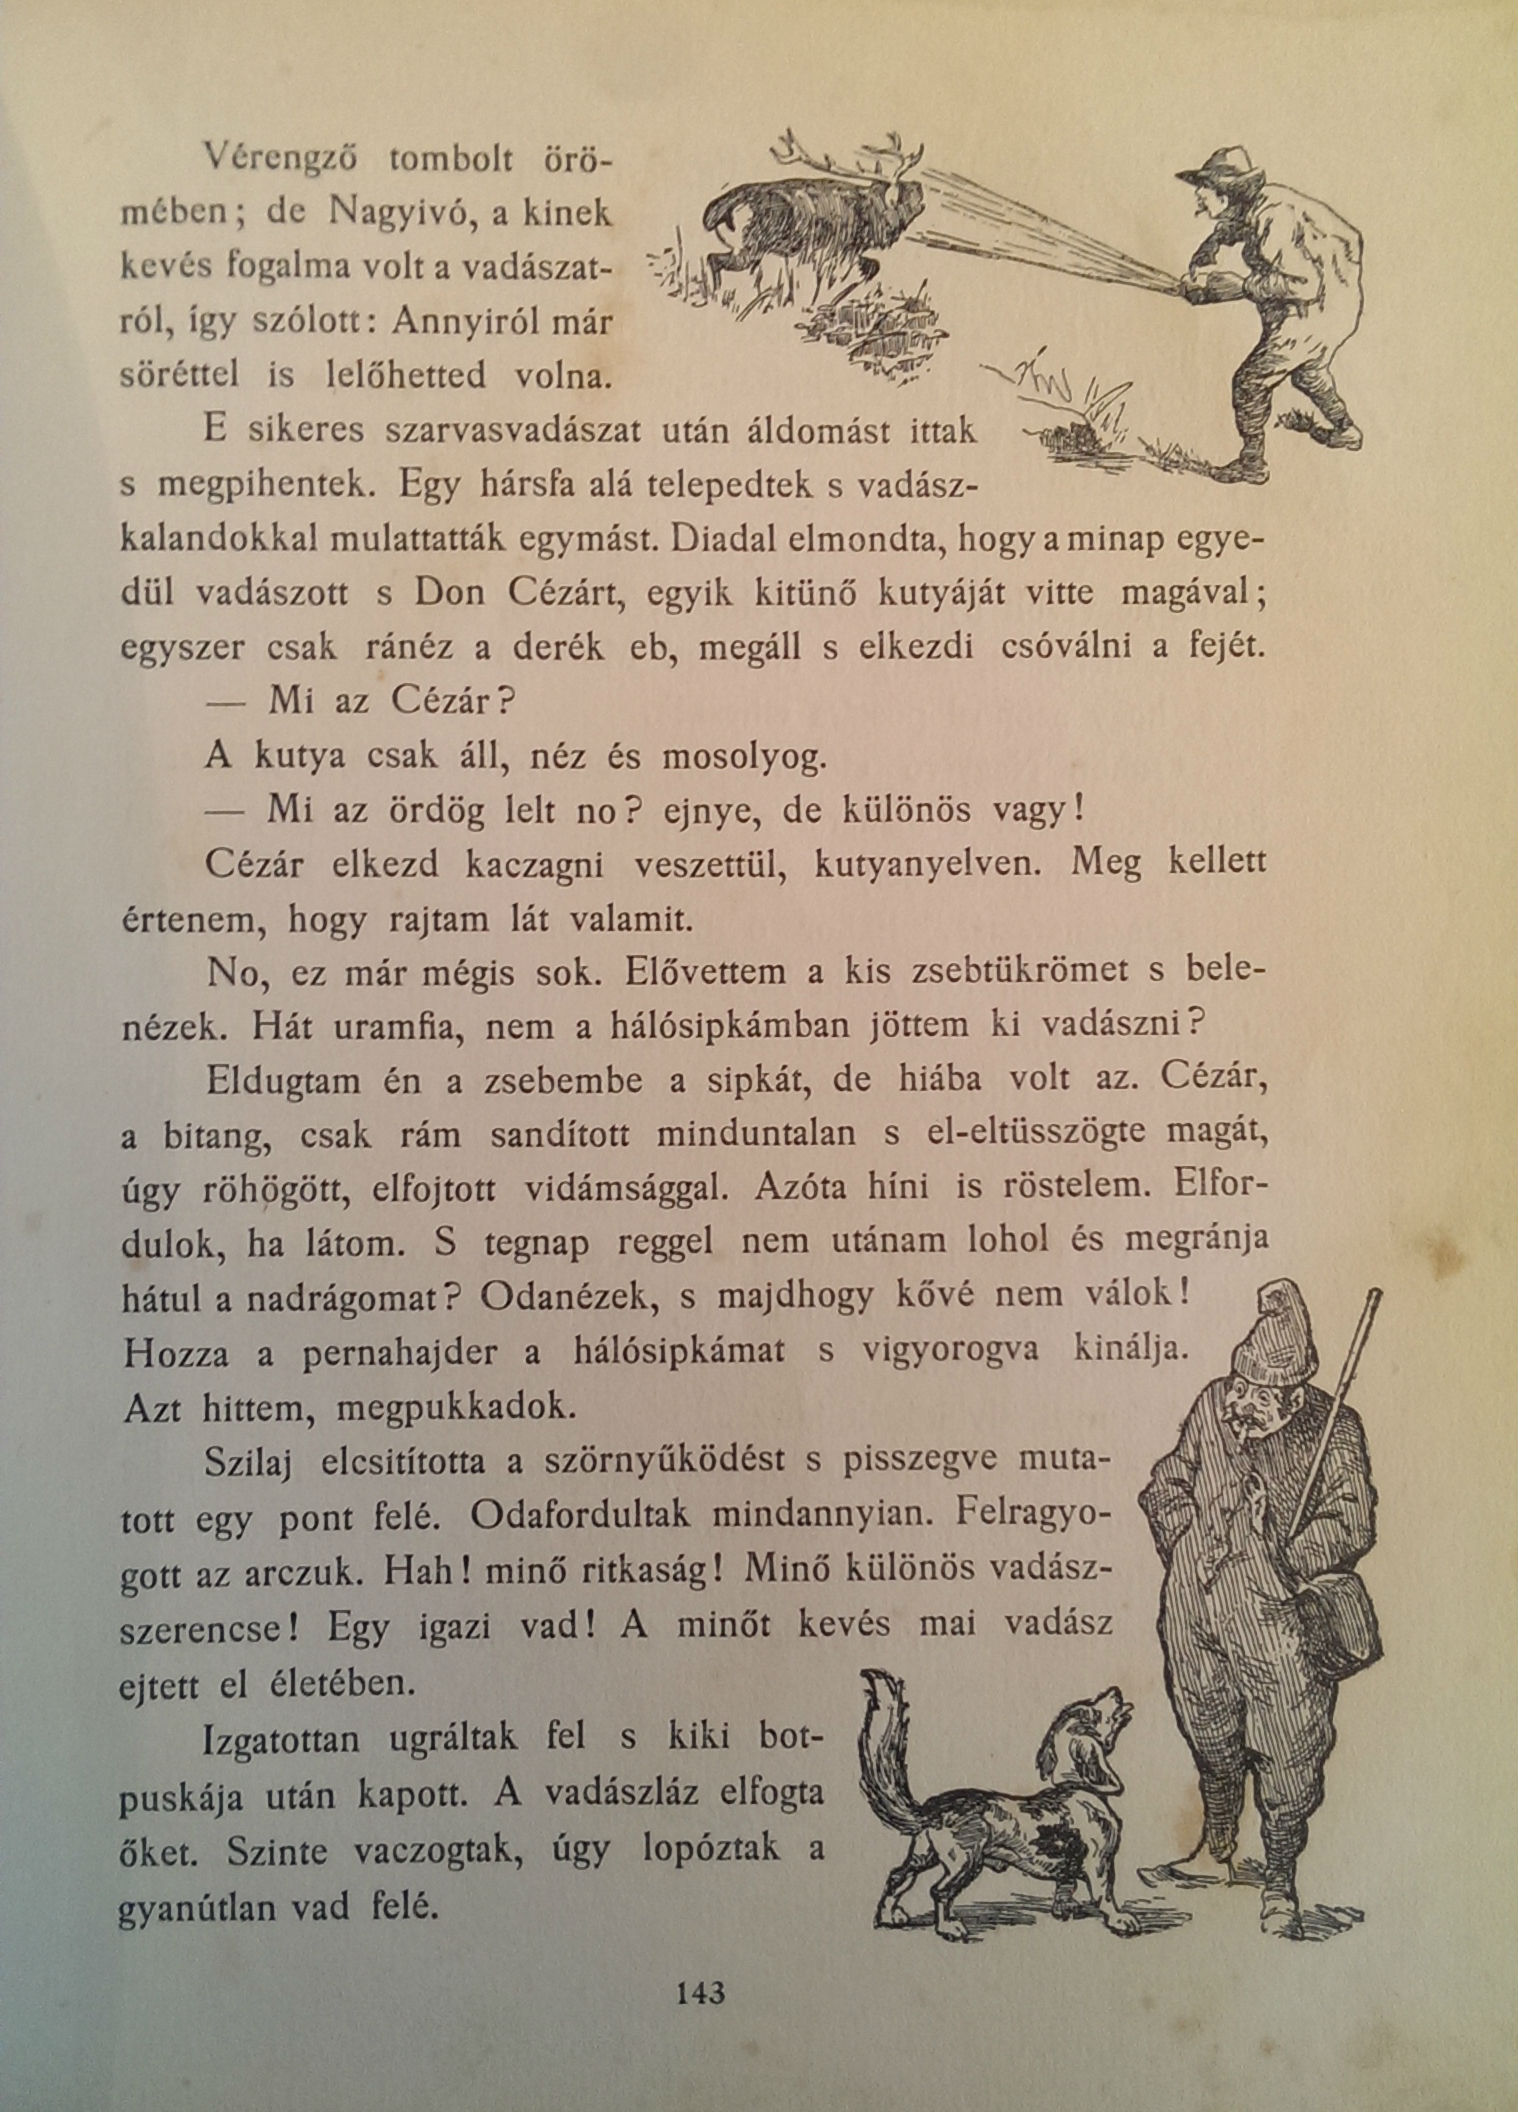 Vérengző tombolt örö-
mében; de Nagyivó, a kinek
kevés fogalma volt a vadászat-
ról, így szólott: Annyiról már
söréttel is lelőhetted volna.
E sikeres szarvasvadászat után áldomást ittak
s megpihentek. Egy hársfa alá telepedtek s vadász-
kalandokkal mulattatták egymást. Diadal elmondta, hogy a minap egye-
dül vadászott s Don Cézárt, egyik kitünő kutyáját vitte magával;
egyszer csak ránéz a derék eb, megáll s elkezdi csóválni a fejét.
— Mi az Cézár?
A kutya csak áll, néz és mosolyog.
— Mi az ördög lelt no? ejnye, de különös vagy!
Cézár elkezd kaczagni veszettül, kutyanyelven. Meg kellett
értenem, hogy rajtam lát valamit.
No, ez már mégis sok. Elővettem a kis zsebtükrömet s bele-
nézek. Hát uramfia, nem a hálósipkámban jöttem ki vadászni?
Eldugtam én a zsebembe a sipkát, de hiába volt az. Cézár,
a bitang, csak rám sandított minduntalan s el-eltüsszögte magát,
úgy röhögött, elfojtott vidámsággal. Azóta híni is röstelem. Elfor-
dulok, ha látom. S tegnap reggel nem utánam lohol és megránja
hátul a nadrágomat? Odanézek, s majdhogy kővé nem válok!
Hozza a pernahajder a hálósipkámat s vigyorogva kinálja.
Azt hittem, megpukkadok.
Szilaj elcsitította a szörnyűködést s pisszegve muta-
tott egy pont felé. Odafordultak mindannyian. Felragyo-
gott az arczuk. Hah! minő ritkaság! Minő különös vadász-
szerencse! Egy igazi vad! A minőt kevés mai vadász
ejtett el életében.
Izgatottan ugráltak fel s kiki bot-
puskája után kapott. A vadászláz elfogta
őket. Szinte vaczogtak, úgy lopóztak a
gyanútlan vad felé.
143